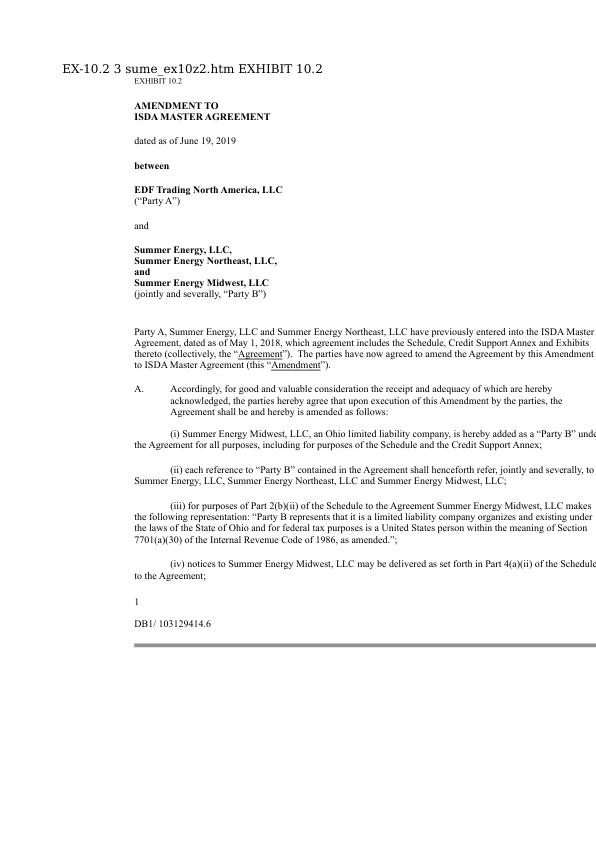 EX-10.2 3 sume_ex10z2.htm EXHIBIT 10.2
EXHIBIT 10.2
AMENDMENT TO
ISDA MASTER AGREEMENT
dated as of June 19, 2019
between
EDF Trading North America, LLC
(“Party A”)
and
Summer Energy, LLC,
Summer Energy Northeast, LLC,
and
Summer Energy Midwest, LLC
(jointly and severally, “Party B”)
Party A, Summer Energy, LLC and Summer Energy Northeast, LLC have previously entered into the ISDA Master
Agreement, dated as of May 1, 2018, which agreement includes the Schedule, Credit Support Annex and Exhibits
thereto (collectively, the “Agreement”).  The parties have now agreed to amend the Agreement by this Amendment
to ISDA Master Agreement (this “Amendment”).
A. Accordingly, for good and valuable consideration the receipt and adequacy of which are hereby
acknowledged, the parties hereby agree that upon execution of this Amendment by the parties, the
Agreement shall be and hereby is amended as follows:
(i) Summer Energy Midwest, LLC, an Ohio limited liability company, is hereby added as a “Party B” unde
the Agreement for all purposes, including for purposes of the Schedule and the Credit Support Annex;
(ii) each reference to “Party B” contained in the Agreement shall henceforth refer, jointly and severally, to
Summer Energy, LLC, Summer Energy Northeast, LLC and Summer Energy Midwest, LLC;
(iii) for purposes of Part 2(b)(ii) of the Schedule to the Agreement Summer Energy Midwest, LLC makes
the following representation: “Party B represents that it is a limited liability company organizes and existing under
the laws of the State of Ohio and for federal tax purposes is a United States person within the meaning of Section
7701(a)(30) of the Internal Revenue Code of 1986, as amended.”;
(iv) notices to Summer Energy Midwest, LLC may be delivered as set forth in Part 4(a)(ii) of the Schedule
to the Agreement;
1
DB1/ 103129414.6